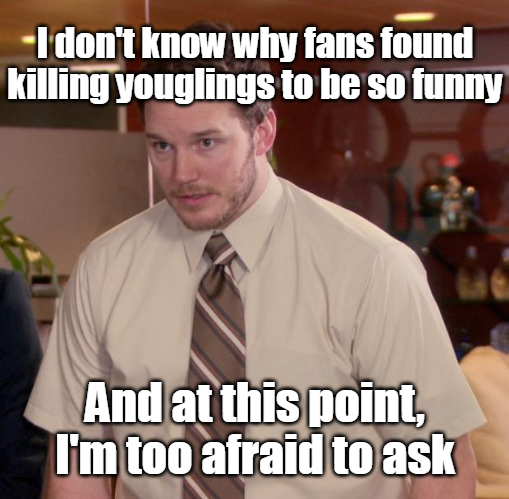 I don't know why fans found
killing youglings to be so funny
And at this point,
I'm too afraid to ask